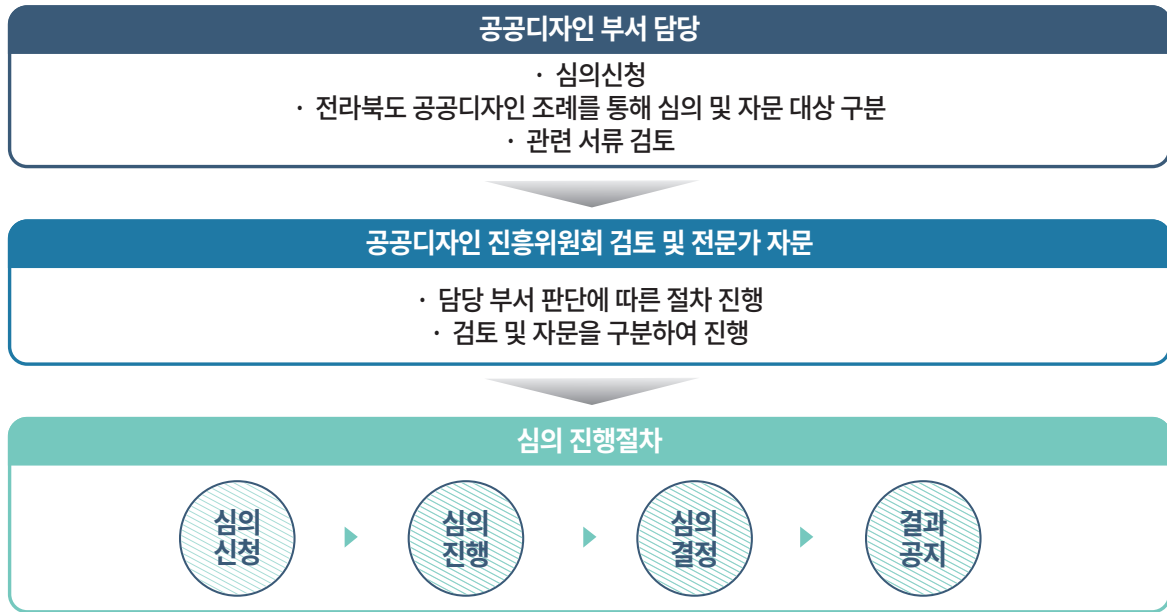 공공디자인 부서 담당
· 심의신청
· 전라북도 공공디자인 조례를 통해 심의 및 자문 대상 구분
· 관련 서류 검토
공공디자인 진흥위원회 검토 및 전문가 자문
· 담당 부서 판단에 따른 절차 진행
· 검토 및 자문을 구분하여 진행
심의 진행절차
심의
신청
심의
진행
심의
결정
결과
공지